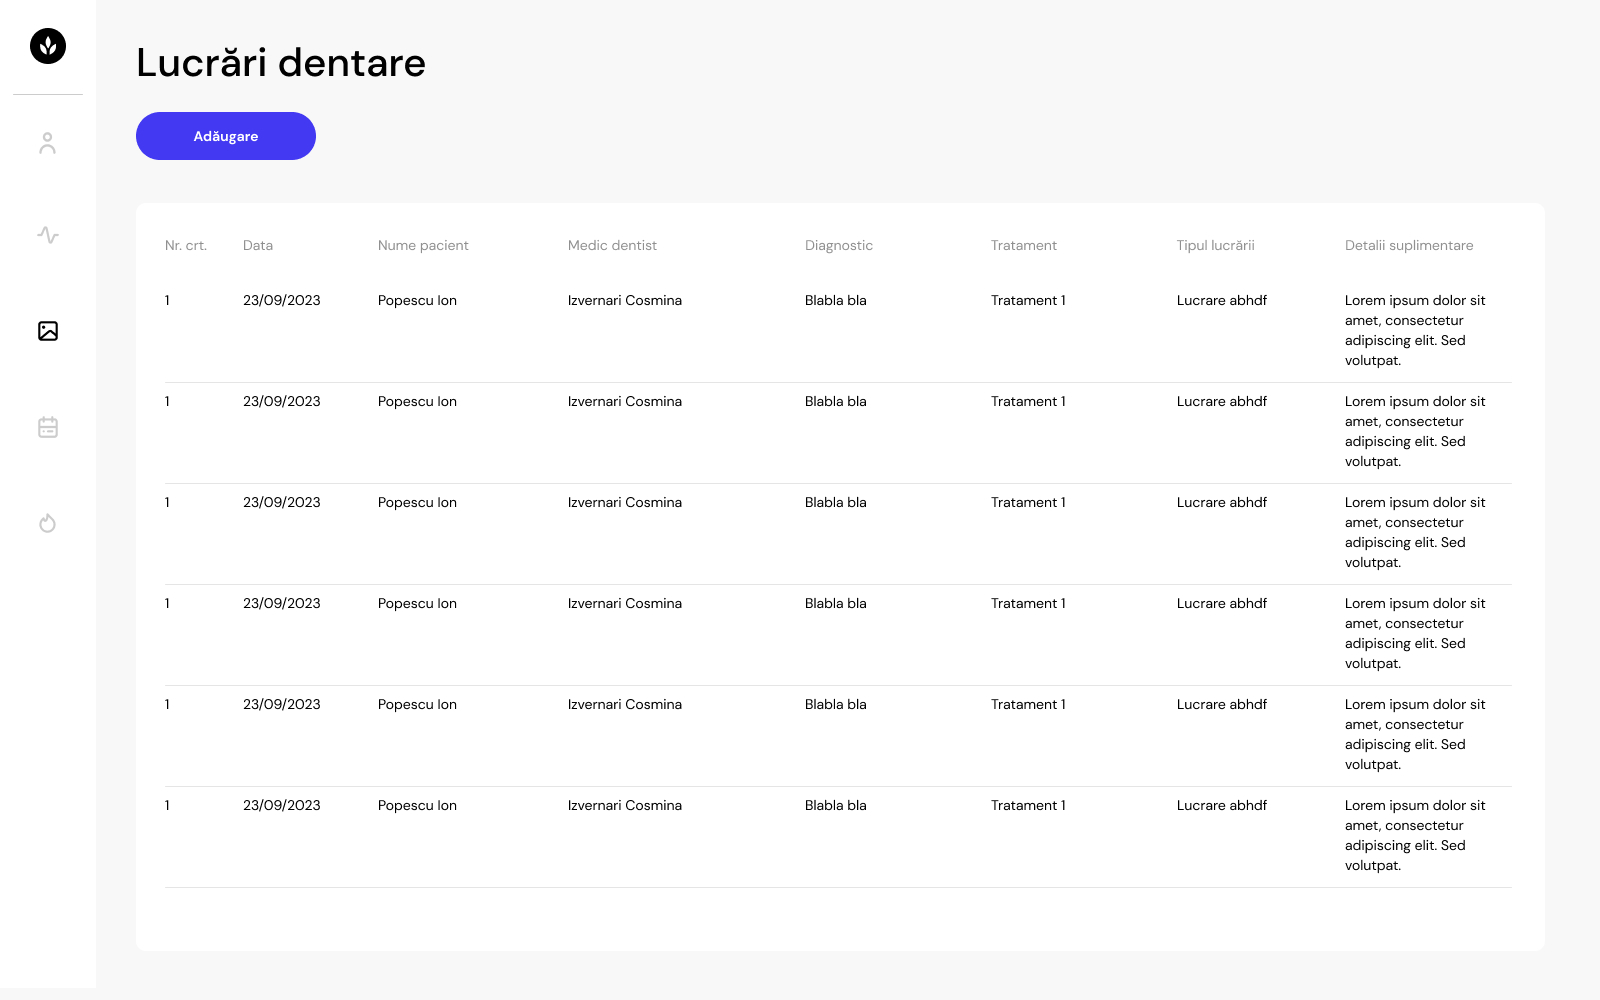 Lucrări dentare
Adăugare
Nr. crt. Data Nume pacient Medic dentist Diagnostic Tratament Tipul lucrării Detalii suplimentare
1 23/09/2023 Popescu Ion Izvernari Cosmina Blabla bla Tratament 1 Lucrare abhdf Lorem ipsum dolor sit
amet, consectetur
adipiscing elit. Sed
volutpat.
1 23/09/2023 Popescu Ion Izvernari Cosmina Blabla bla Tratament 1 Lucrare abhdf Lorem ipsum dolor sit
amet, consectetur
adipiscing elit. Sed
volutpat.
1 23/09/2023 Popescu Ion Izvernari Cosmina Blabla bla Tratament 1 Lucrare abhdf Lorem ipsum dolor sit
amet, consectetur
adipiscing elit. Sed
volutpat.
1 23/09/2023 Popescu Ion Izvernari Cosmina Blabla bla Tratament 1 Lucrare abhdf Lorem ipsum dolor sit
amet, consectetur
adipiscing elit. Sed
volutpat.
1 23/09/2023 Popescu Ion Izvernari Cosmina Blabla bla Tratament 1 Lucrare abhdf Lorem ipsum dolor sit
amet, consectetur
adipiscing elit. Sed
volutpat.
1 23/09/2023 Popescu Ion Izvernari Cosmina Blabla bla Tratament 1 Lucrare abhdf Lorem ipsum dolor sit
amet, consectetur
adipiscing elit. Sed
volutpat.